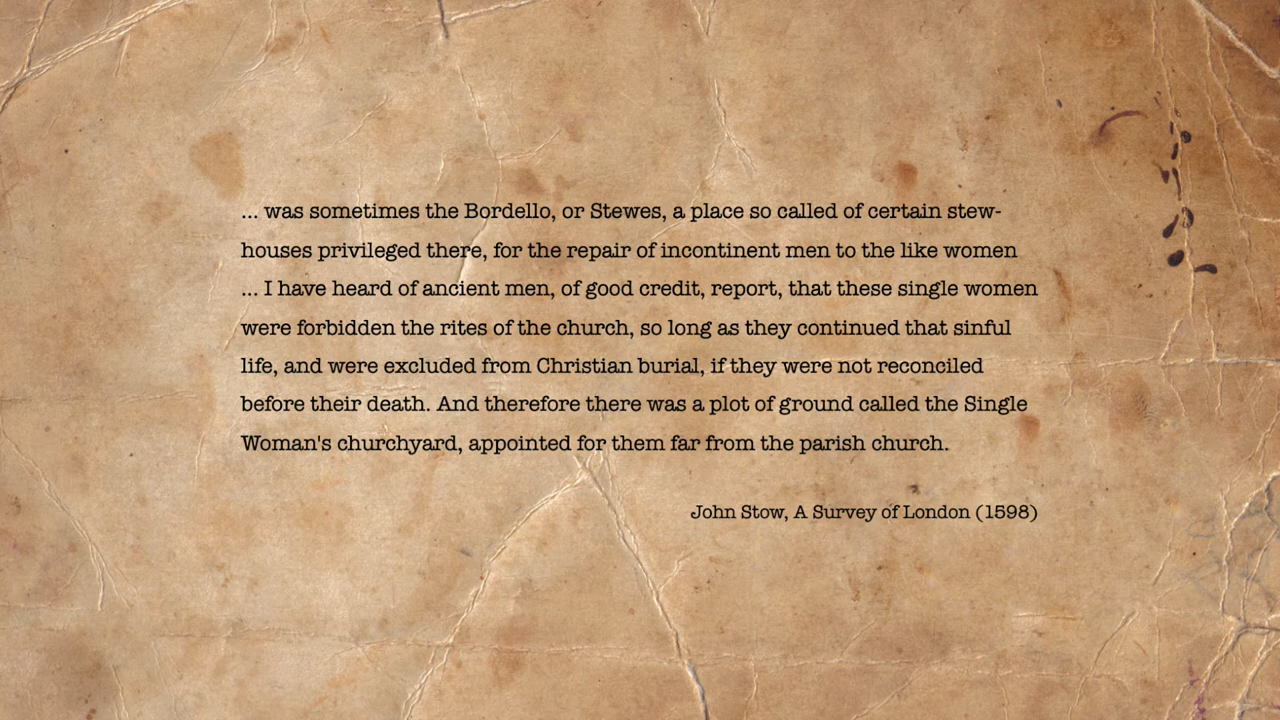 ... was sometimes the Bordello, or Stewes, a place so called of certain stew-
houses privileged there, for the repair of incontinent men to the like women
... I have heard of ancient men, of good credit, report, that these single women
were forbidden the rites of the church, so long as they continued that sinful
life, and were excluded from Christian burial, if they were not reconciled
before their death. And therefore there was a plot of ground called the Single
Woman's churchyard, appointed for them far from the parish church.
John Stow, A Survey of London (1598)